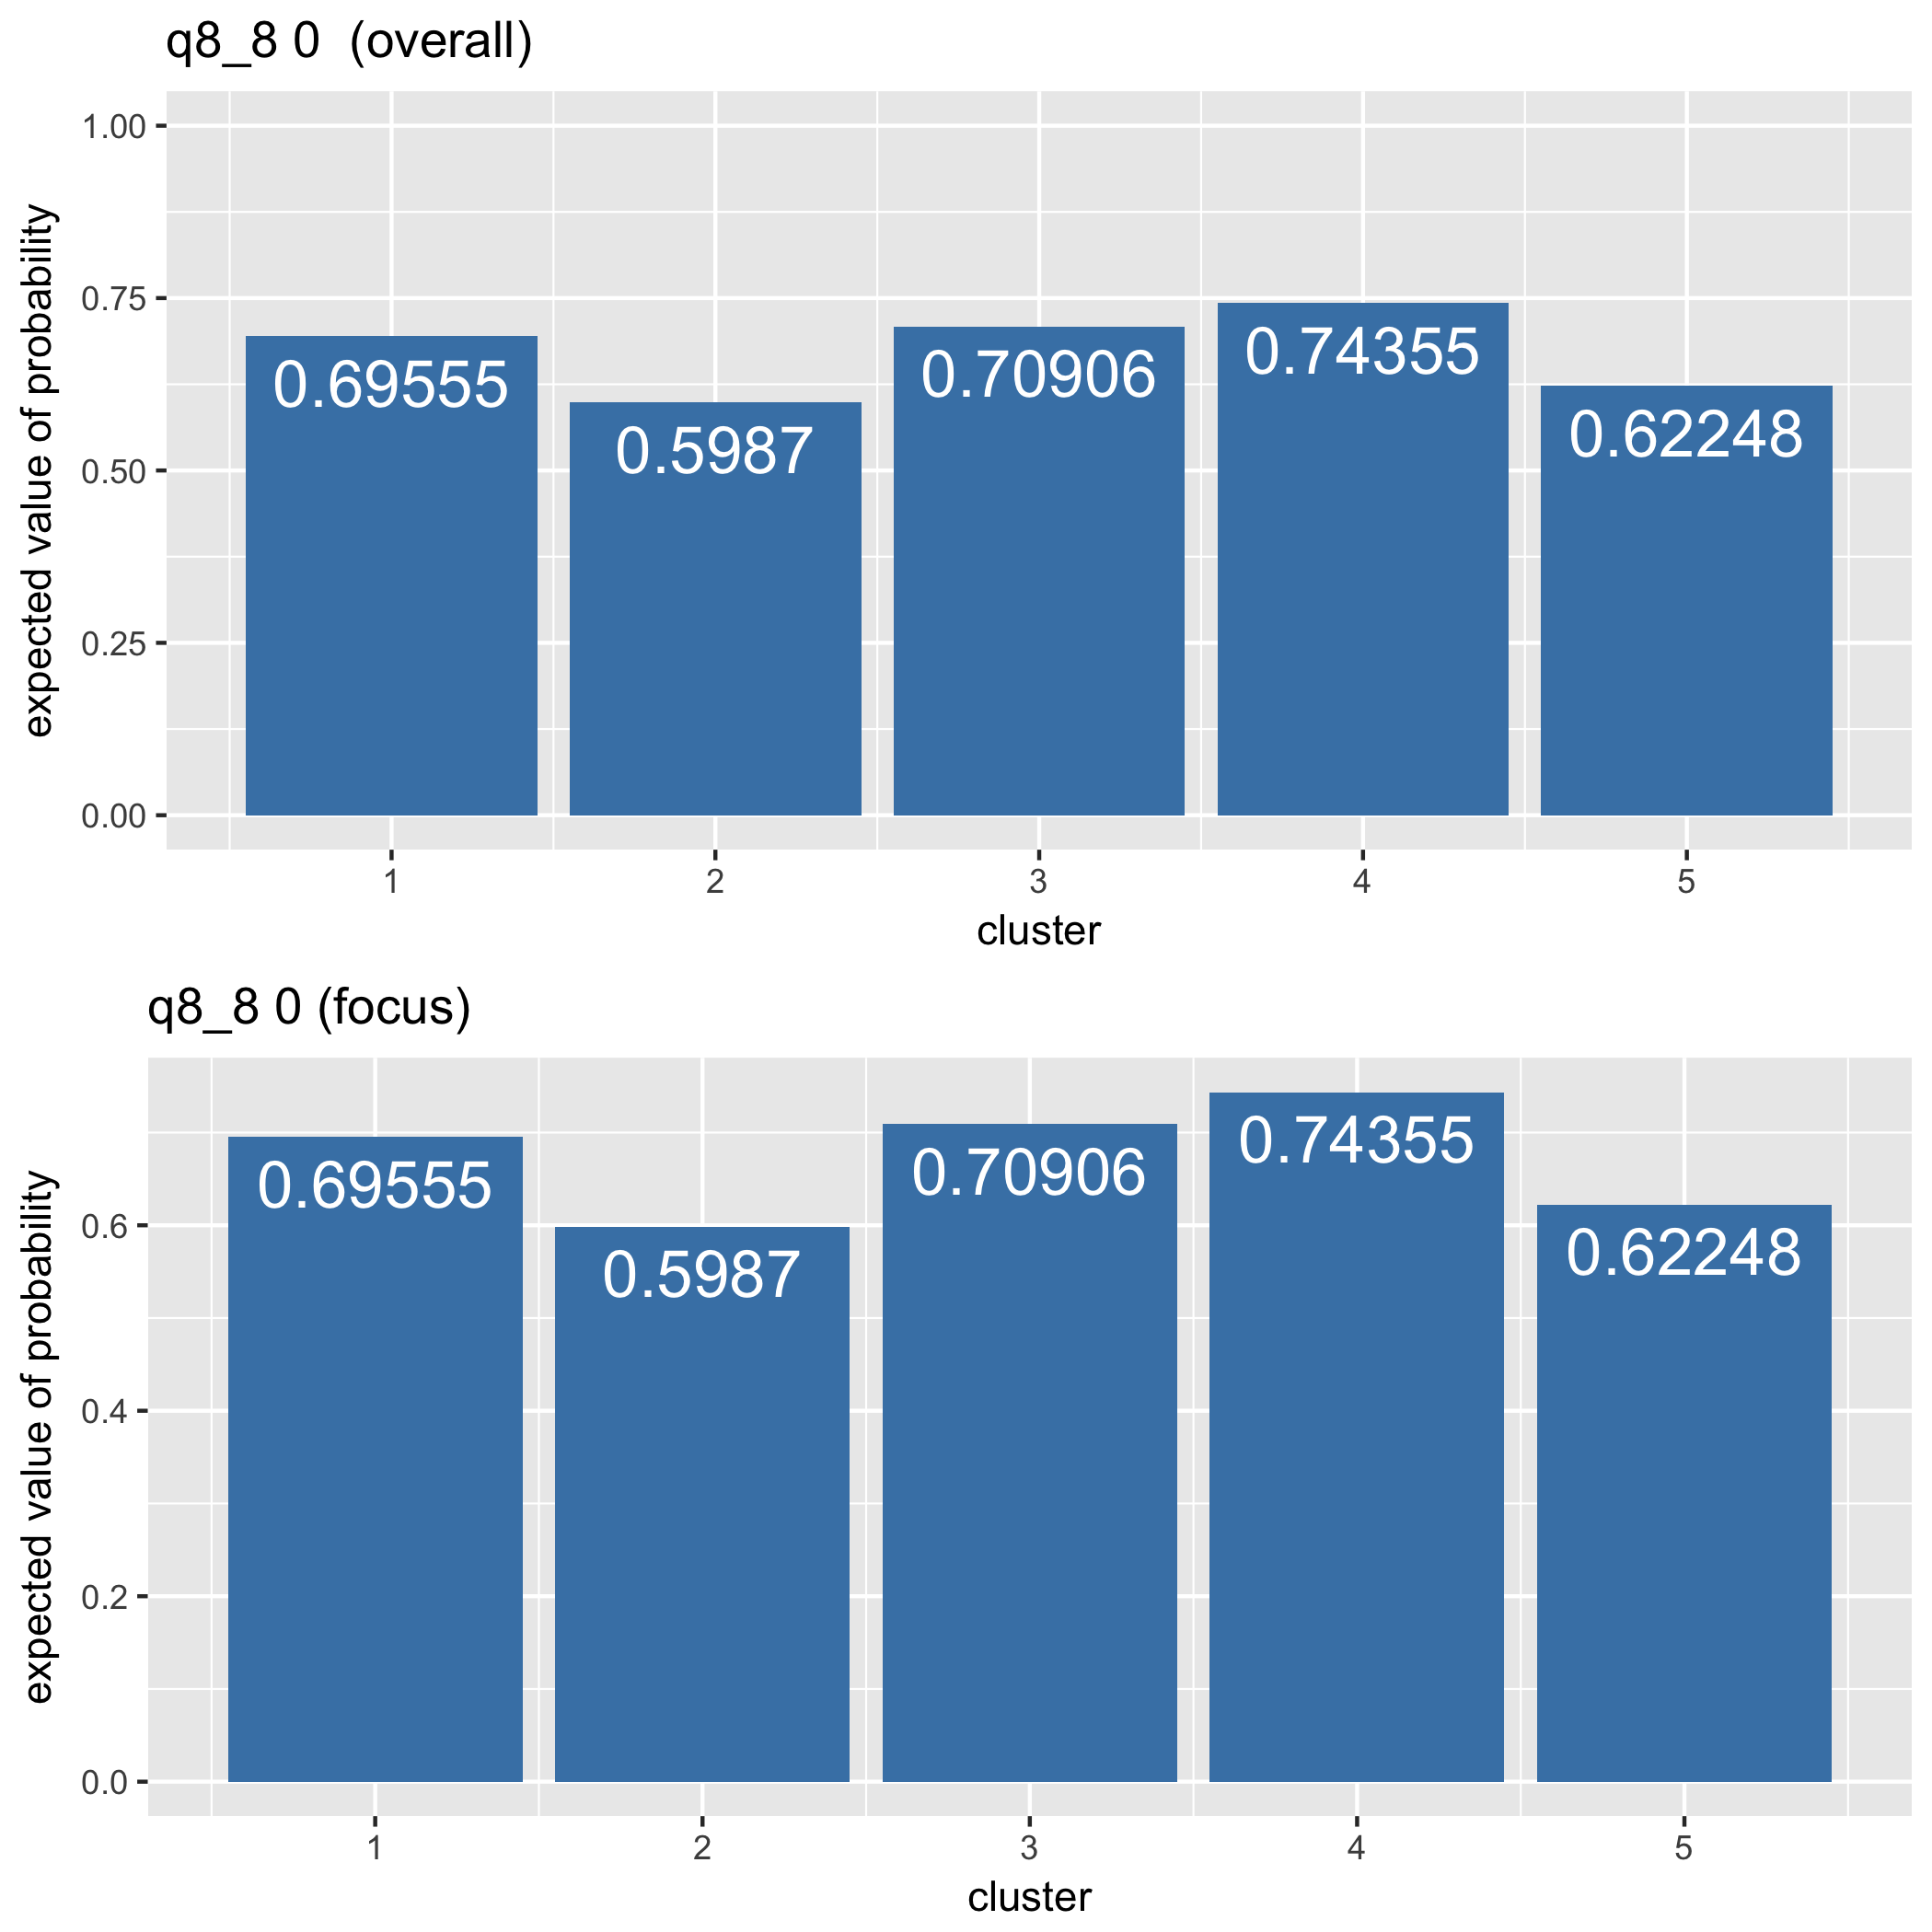 q8_8 0  (overall)
expected value of probability
1.00
0.75
0.50
0.25
0.00
0.69555
0.5987
0.70906
0.74355
0.62248
1 2 3 4 5
cluster
q8_8 0 (focus)
expected value of probability
0.6
0.4
0.2
0.0
0.69555
0.5987
0.70906
0.74355
0.62248
1 2 3 4 5
cluster